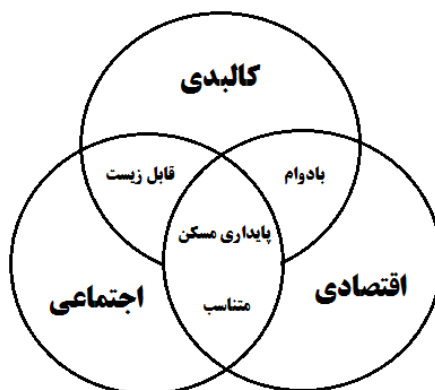 کالبدی
بادوام
قابل زیست
پایداری مسکن
اقتصادی
اجتماعی
متناسب